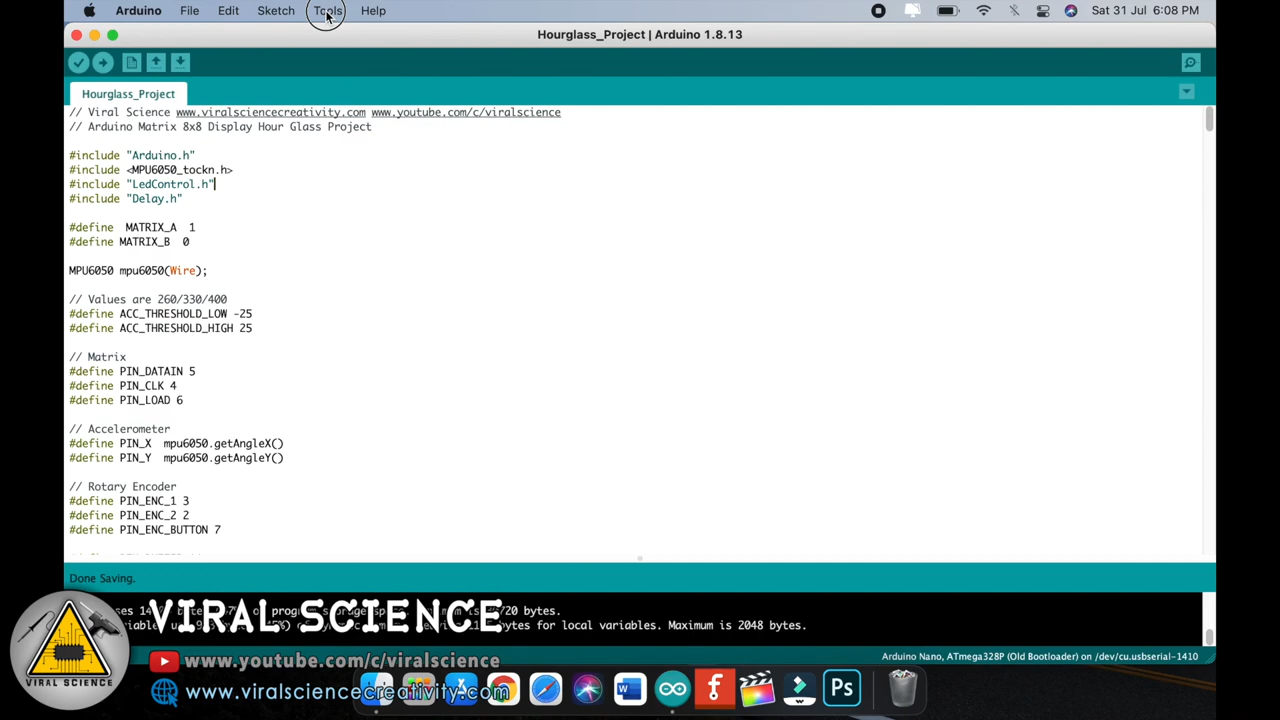 Arduino File Edit Sketch Tools Help Sat 31 Jul 6:08 PM
Hourglass_Project | Arduino 1.8.13
Hourglass_Project
// Viral Science www.viralsciencecreativity.com www.youtube.com/c/viralscience
// Arduino Matrix 8x8 Display Hour Glass Project
#include "Arduino.h"
#include <MPU6050_tockn.h>
#include "LedControl.h"
#include "Delay.h"
#define MATRIX_A 1
#define MATRIX_B 0
MPU6050 mpu6050(Wire);
// Values are 260/330/400
#define ACC_THRESHOLD_LOW -25
#define ACC_THRESHOLD_HIGH 25
// Matrix
#define PIN_DATAIN 5
#define PIN_CLK 4
#define PIN_LOAD 6
// Accelerometer
#define PIN_X mpu6050.getAngleX()
#define PIN_Y mpu6050.getAngleY()
// Rotary Encoder
#define PIN_ENC_1 3
#define PIN_ENC_2 2
#define PIN_ENC_BUTTON 7
Done Saving.
bytes.
bytes for local variables. Maximum is 2048 bytes.
VIRAL SCIENCE
Arduino Nano, ATmega328P (Old Bootloader) on /dev/cu.usbserial-1410
www.youtube.com/c/viralscience
VIRAL SCIENCE
www.viralsciencecreativity.com
W
f
Ps